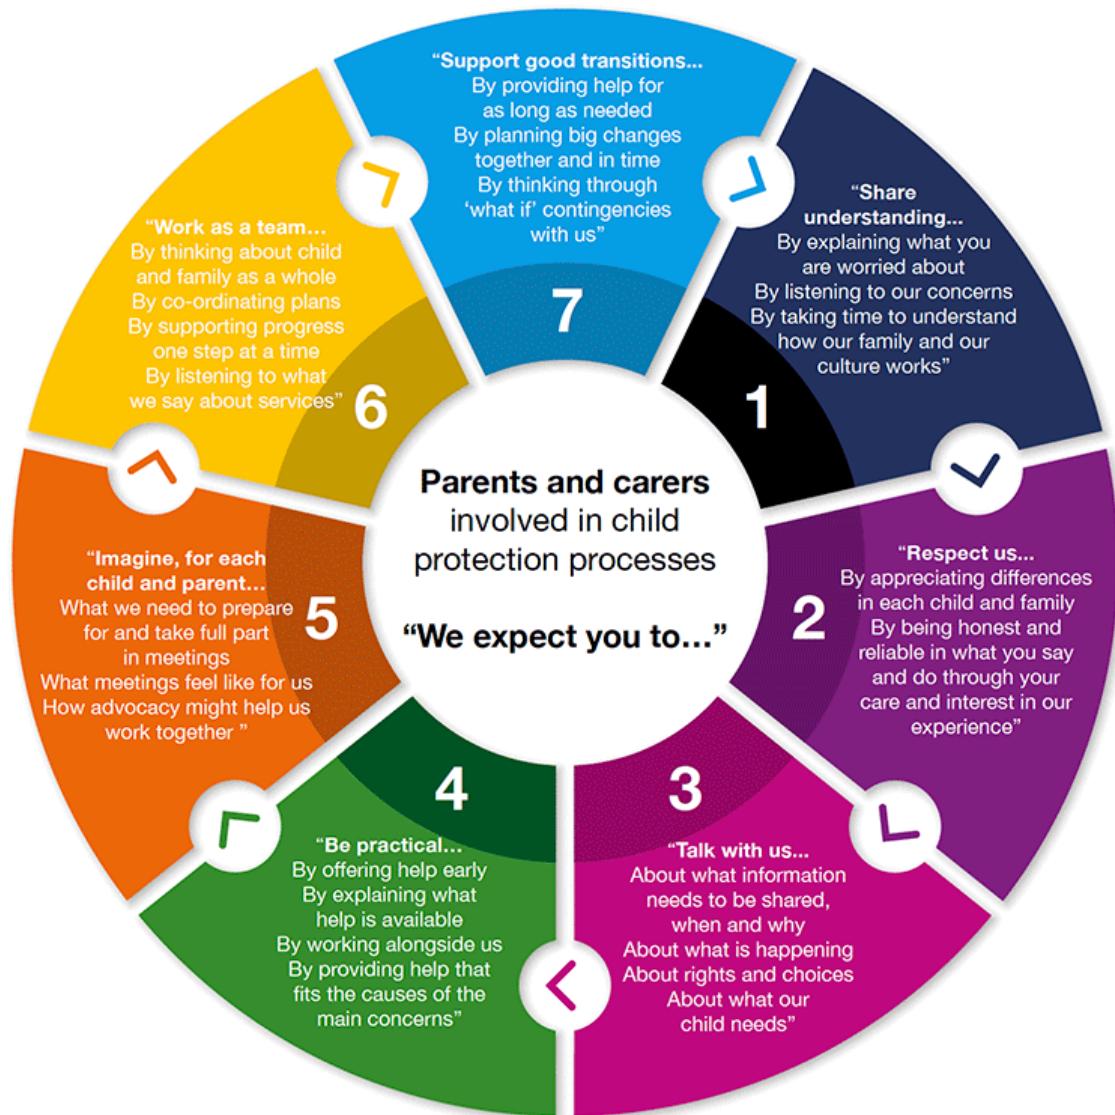 Parents and carers
involved in child
protection processes
“We expect you to…”
1
“Share
understanding...
By explaining what you
are worried about
By listening to our concerns
By taking time to understand
how our family and our
culture works”
2
“Respect us...
By appreciating differences
in each child and family
By being honest and
reliable in what you say
and do through your
care and interest in our
experience”
3
“Talk with us...
About what information
needs to be shared,
when and why
About what is happening
About rights and choices
About what our
child needs”
4
“Be practical...
By offering help early
By explaining what
help is available
By working alongside us
By providing help that
fits the causes of the
main concerns”
5
“Imagine, for each
child and parent…
What we need to prepare
for and take full part
in meetings
What meetings feel like for us
How advocacy might help us
work together ”
6
“Work as a team…
By thinking about child
and family as a whole
By co-ordinating plans
By supporting progress
one step at a time
By listening to what
we say about services”
7
“Support good transitions...
By providing help for
as long as needed
By planning big changes
together and in time
By thinking through
‘what if’ contingencies
with us”